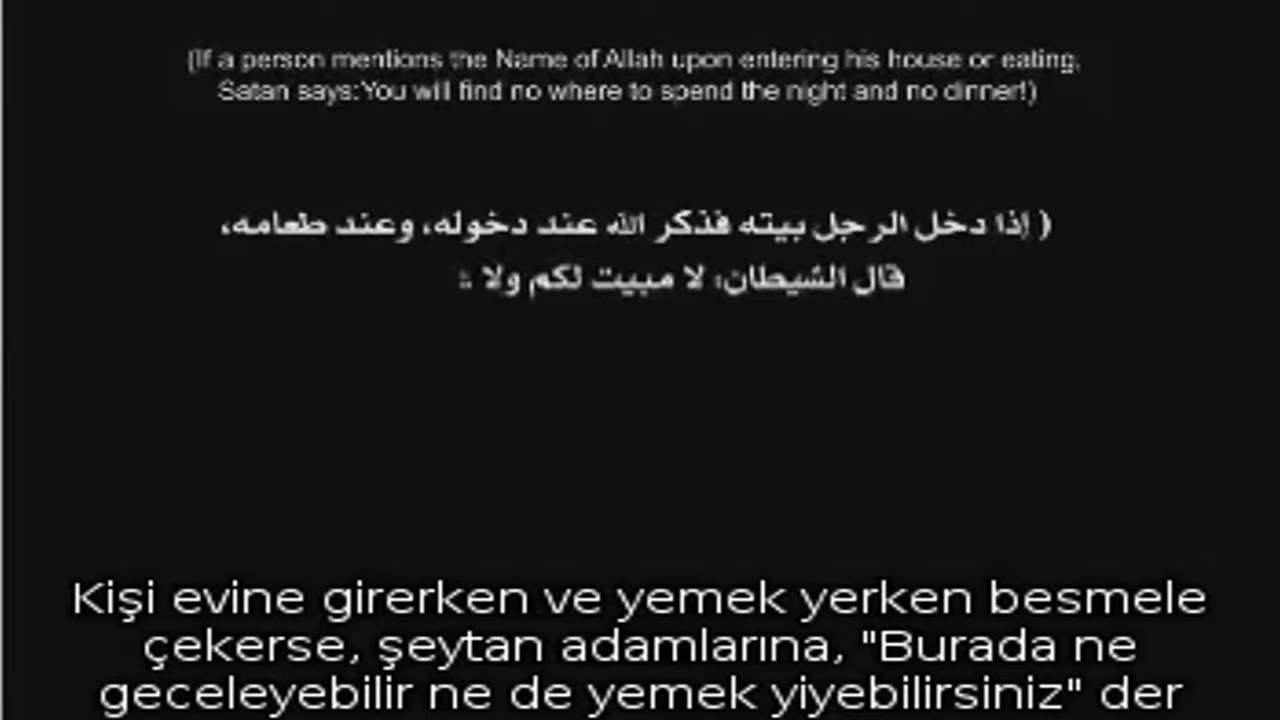 (If a person mentions the Name of Allah upon entering his house or eating,
Satan says:You will find no where to spend the night and no dinner!)
( إذا دخل الرجل بيته فذكر الله عند دخوله، وعند طعامه،
قال الشيطان: لا مبيت لكم ولا
Kişi evine girerken ve yemek yerken besmele
çekerse, şeytan adamlarına, "Burada ne
geceleyebilir ne de yemek yiyebilirsiniz" der